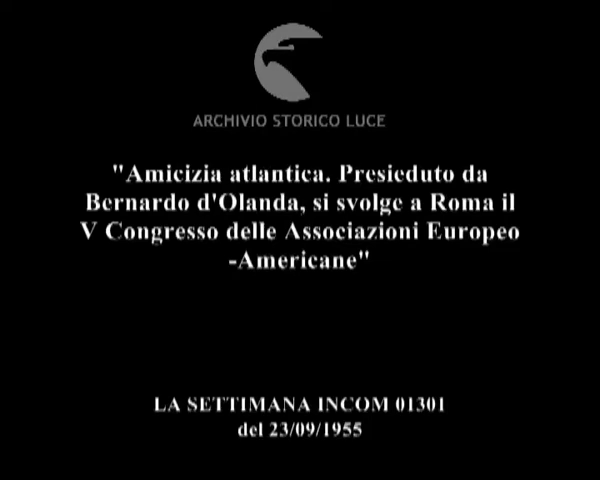 ARCHIVIO STORICO LUCE
"Amicizia atlantica. Presieduto da
Bernardo d'Olanda, si svolge a Roma il
V Congresso delle Associazioni Europeo
-Americane"
LA SETTIMANA INCOM 01301
del 23/09/1955